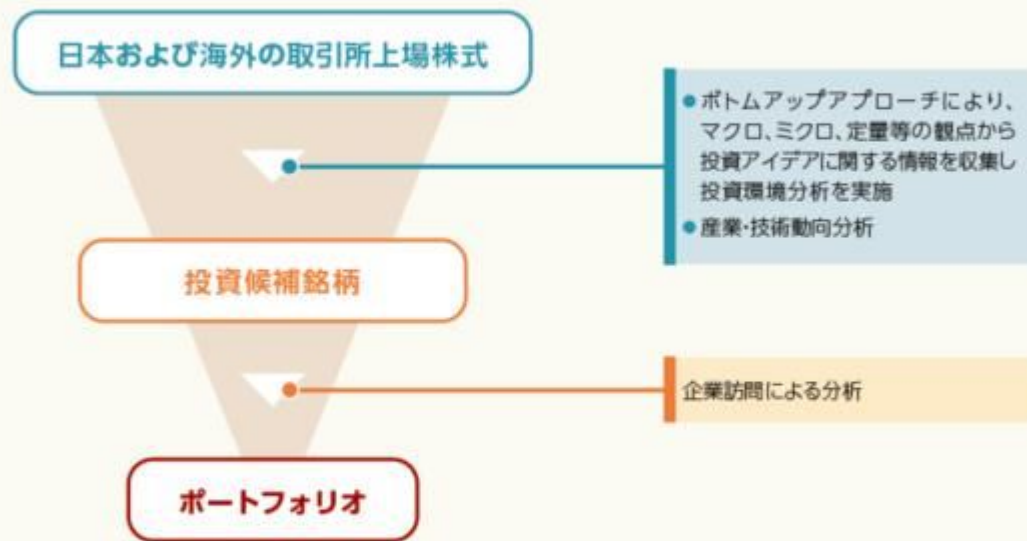 日本および海外の取引所上場株式
●ボトムアップアプローチにより、
マクロ、ミクロ、定量等の観点から
投資アイデアに関する情報を収集し
投資環境分析を実施
●産業・技術動向分析
投資候補銘柄
企業訪問による分析
ポートフォリオ